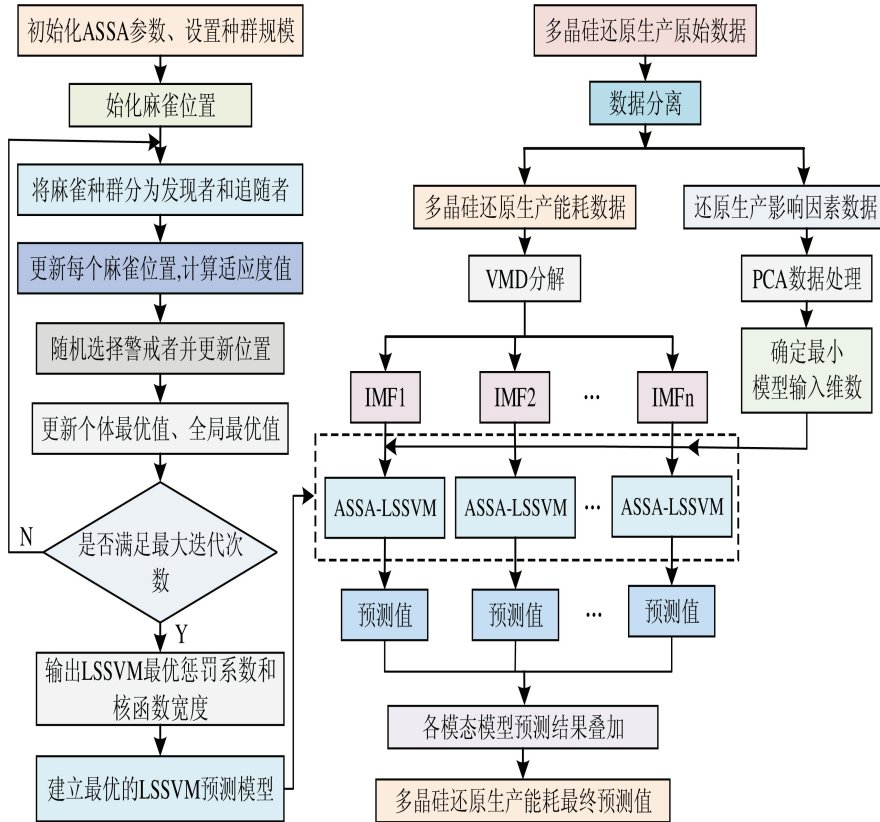 初始化ASSA参数、设置种群规模
始化麻雀位置
将麻雀种群分为发现者和追随者
更新每个麻雀位置,计算适应度值
随机选择警戒者并更新位置
更新个体最优值、全局最优值
N
是否满足最大迭代次
数
Y
输出LSSVM最优惩罚系数和
核函数宽度
建立最优的LSSVM预测模型
多晶硅还原生产原始数据
数据分离
多晶硅还原生产能耗数据
还原生产影响因素数据
VMD分解
PCA数据处理
确定最小
模型输入维数
IMF1
IMF2
...
IMFn
ASSA-LSSVM
ASSA-LSSVM
...
ASSA-LSSVM
预测值
预测值
...
预测值
各模态模型预测结果叠加
多晶硅还原生产能耗最终预测值